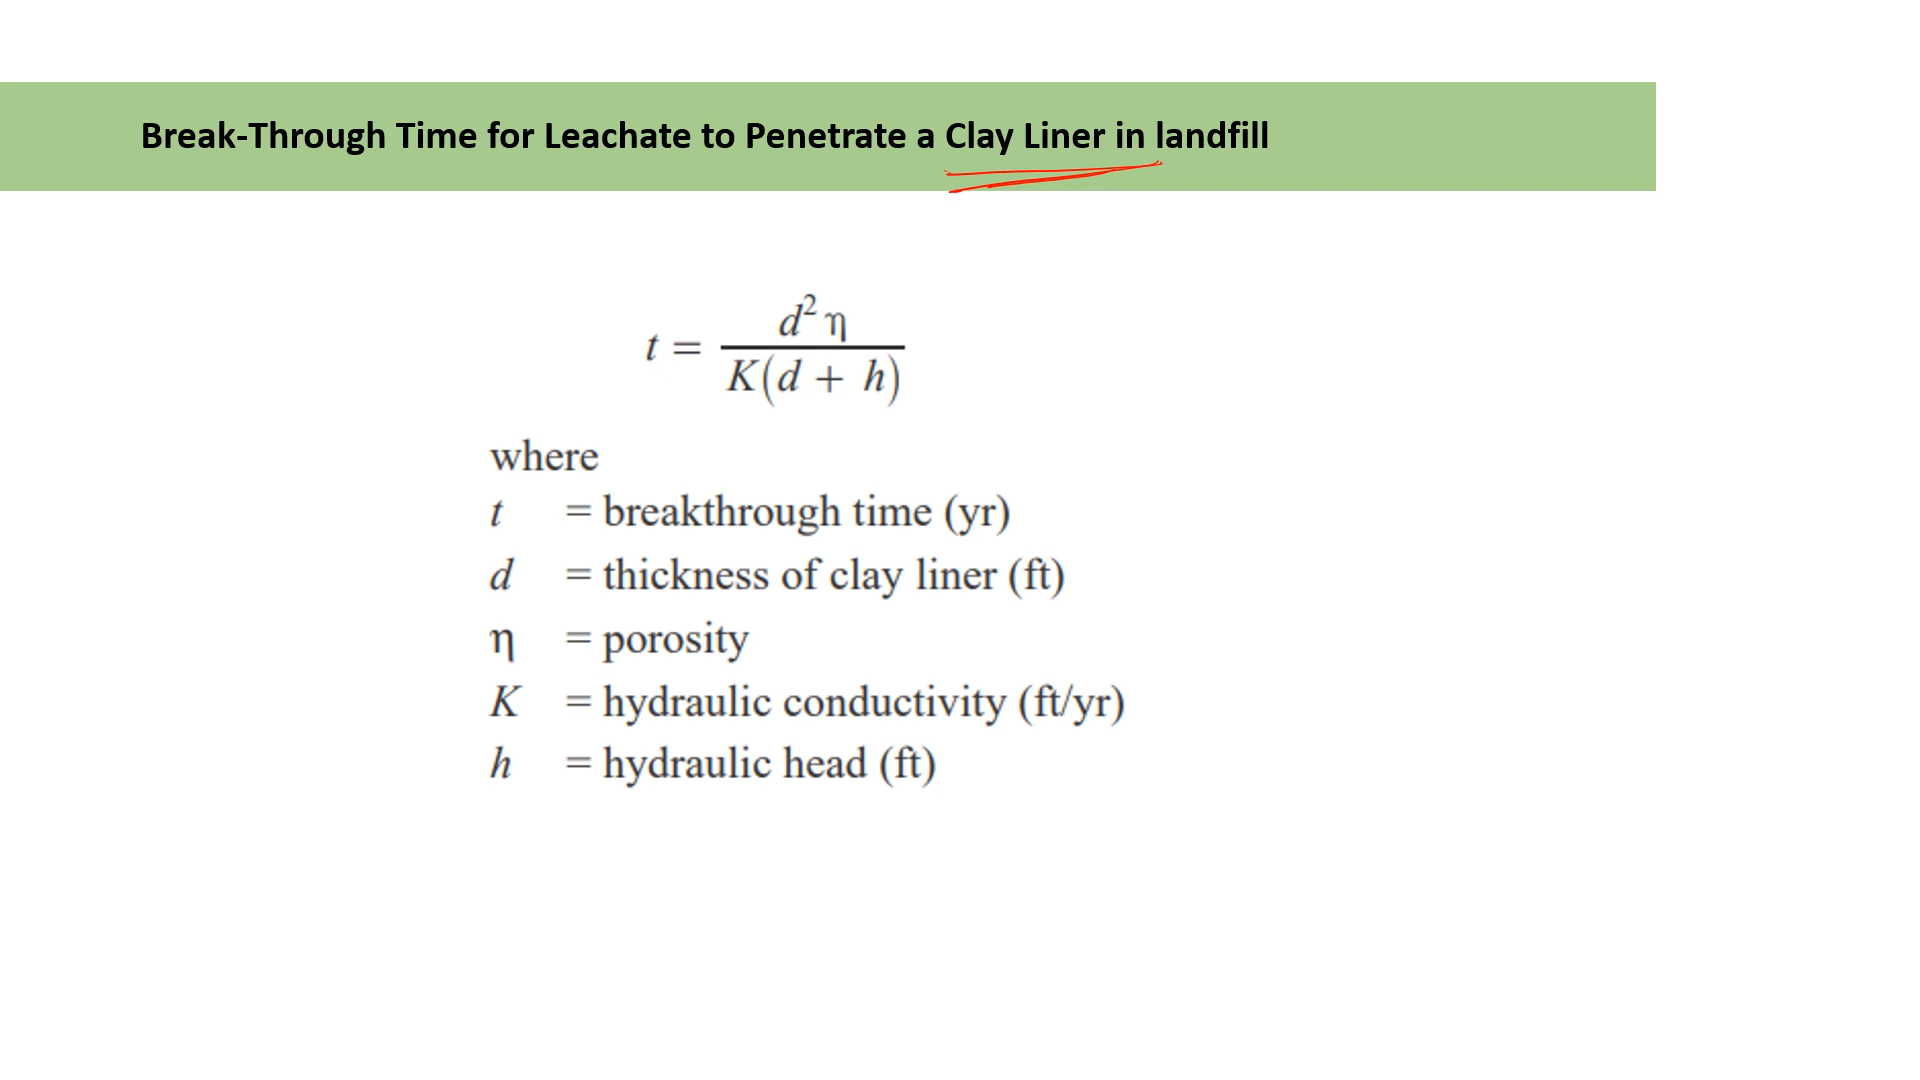 Break-Through Time for Leachate to Penetrate a Clay Liner in landfill
t = d² η / K(d + h)
where
t = breakthrough time (yr)
d = thickness of clay liner (ft)
η = porosity
K = hydraulic conductivity (ft/yr)
h = hydraulic head (ft)